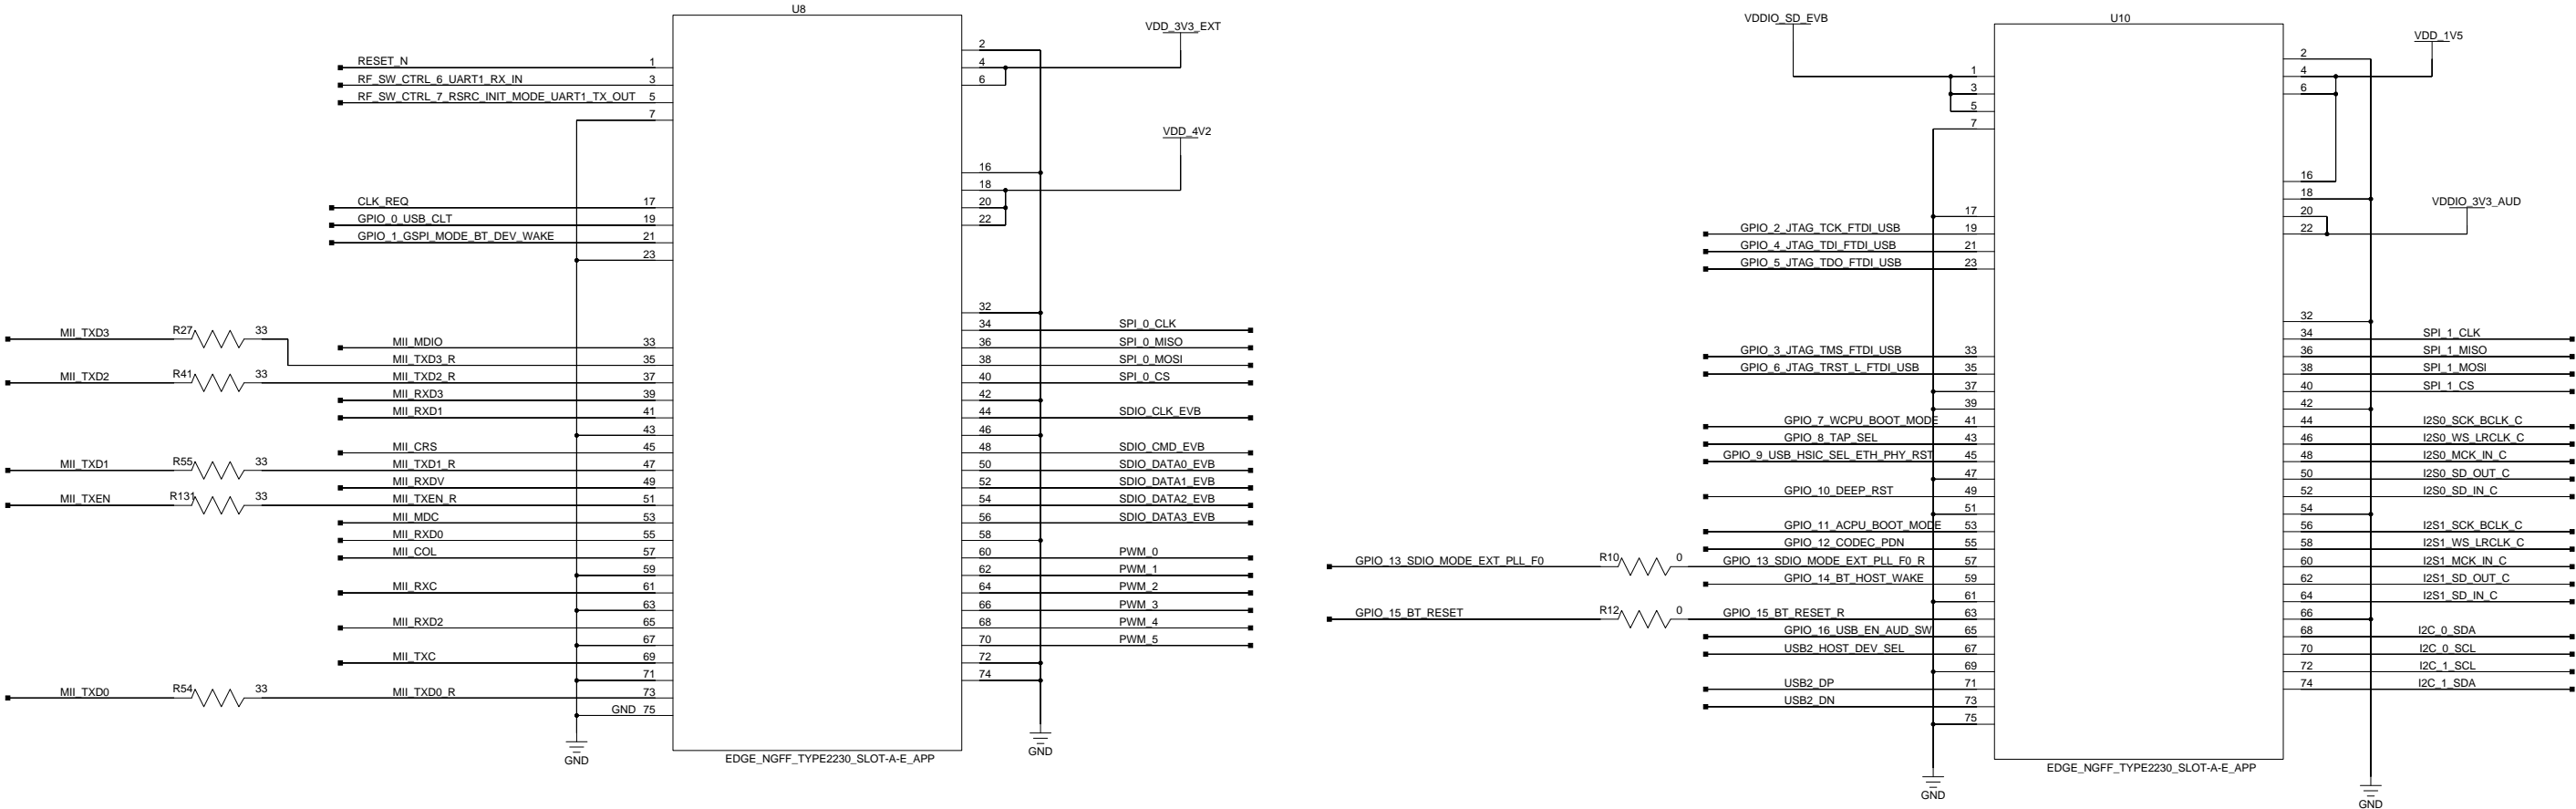 U8
VDD_3V3_EXT
2
RESET_N 1 4
RF_SW_CTRL_6_UART1_RX_IN 3 6
RF_SW_CTRL_7_RSRC_INIT_MODE_UART1_TX_OUT 5
7
VDD_4V2
16
18
CLK_REQ 17 20
GPIO_0_USB_CLT 19 22
GPIO_1_GSPI_MODE_BT_DEV_WAKE 21
23
32
34 SPI_0_CLK
MII_TXD3 R27 33
MII_MDIO 33 36 SPI_0_MISO
MII_TXD3_R 35 38 SPI_0_MOSI
MII_TXD2 R41 33 MII_TXD2_R 37 40 SPI_0_CS
MII_RXD3 39 42
MII_RXD1 41 44 SDIO_CLK_EVB
43 46
MII_CRS 45 48 SDIO_CMD_EVB
MII_TXD1 R55 33 MII_TXD1_R 47 50 SDIO_DATA0_EVB
MII_RXDV 49 52 SDIO_DATA1_EVB
MII_TXEN R131 33 MII_TXEN_R 51 54 SDIO_DATA2_EVB
MII_MDC 53 56 SDIO_DATA3_EVB
MII_RXD0 55 58
MII_COL 57 60 PWM_0
59 62 PWM_1
MII_RXC 61 64 PWM_2
63 66 PWM_3
MII_RXD2 65 68 PWM_4
67 70 PWM_5
MII_TXC 69 72
71 74
MII_TXD0 R54 33 MII_TXD0_R 73
GND 75
GND
GND
EDGE_NGFF_TYPE2230_SLOT-A-E_APP
U10
VDDIO_SD_EVB
VDD_1V5
2
1 4
3 6
5
7
16
18
VDDIO_3V3_AUD
17 20
GPIO_2_JTAG_TCK_FTDI_USB 19 22
GPIO_4_JTAG_TDI_FTDI_USB 21
GPIO_5_JTAG_TDO_FTDI_USB 23
32
34 SPI_1_CLK
GPIO_3_JTAG_TMS_FTDI_USB 33 36 SPI_1_MISO
GPIO_6_JTAG_TRST_L_FTDI_USB 35 38 SPI_1_MOSI
37 40 SPI_1_CS
39 42
GPIO_7_WCPU_BOOT_MODE 41 44 I2S0_SCK_BCLK_C
GPIO_8_TAP_SEL 43 46 I2S0_WS_LRCLK_C
GPIO_9_USB_HSIC_SEL_ETH_PHY_RST 45 48 I2S0_MCK_IN_C
47 50 I2S0_SD_OUT_C
GPIO_10_DEEP_RST 49 52 I2S0_SD_IN_C
51 54
GPIO_11_ACPU_BOOT_MODE 53 56 I2S1_SCK_BCLK_C
GPIO_12_CODEC_PDN 55 58 I2S1_WS_LRCLK_C
GPIO_13_SDIO_MODE_EXT_PLL_F0 R10 0 GPIO_13_SDIO_MODE_EXT_PLL_F0_R 57 60 I2S1_MCK_IN_C
GPIO_14_BT_HOST_WAKE 59 62 I2S1_SD_OUT_C
61 64 I2S1_SD_IN_C
GPIO_15_BT_RESET R12 0 GPIO_15_BT_RESET_R 63 66
GPIO_16_USB_EN_AUD_SW 65 68 I2C_0_SDA
USB2_HOST_DEV_SEL 67 70 I2C_0_SCL
69 72 I2C_1_SCL
USB2_DP 71 74 I2C_1_SDA
USB2_DN 73
75
EDGE_NGFF_TYPE2230_SLOT-A-E_APP
GND
GND